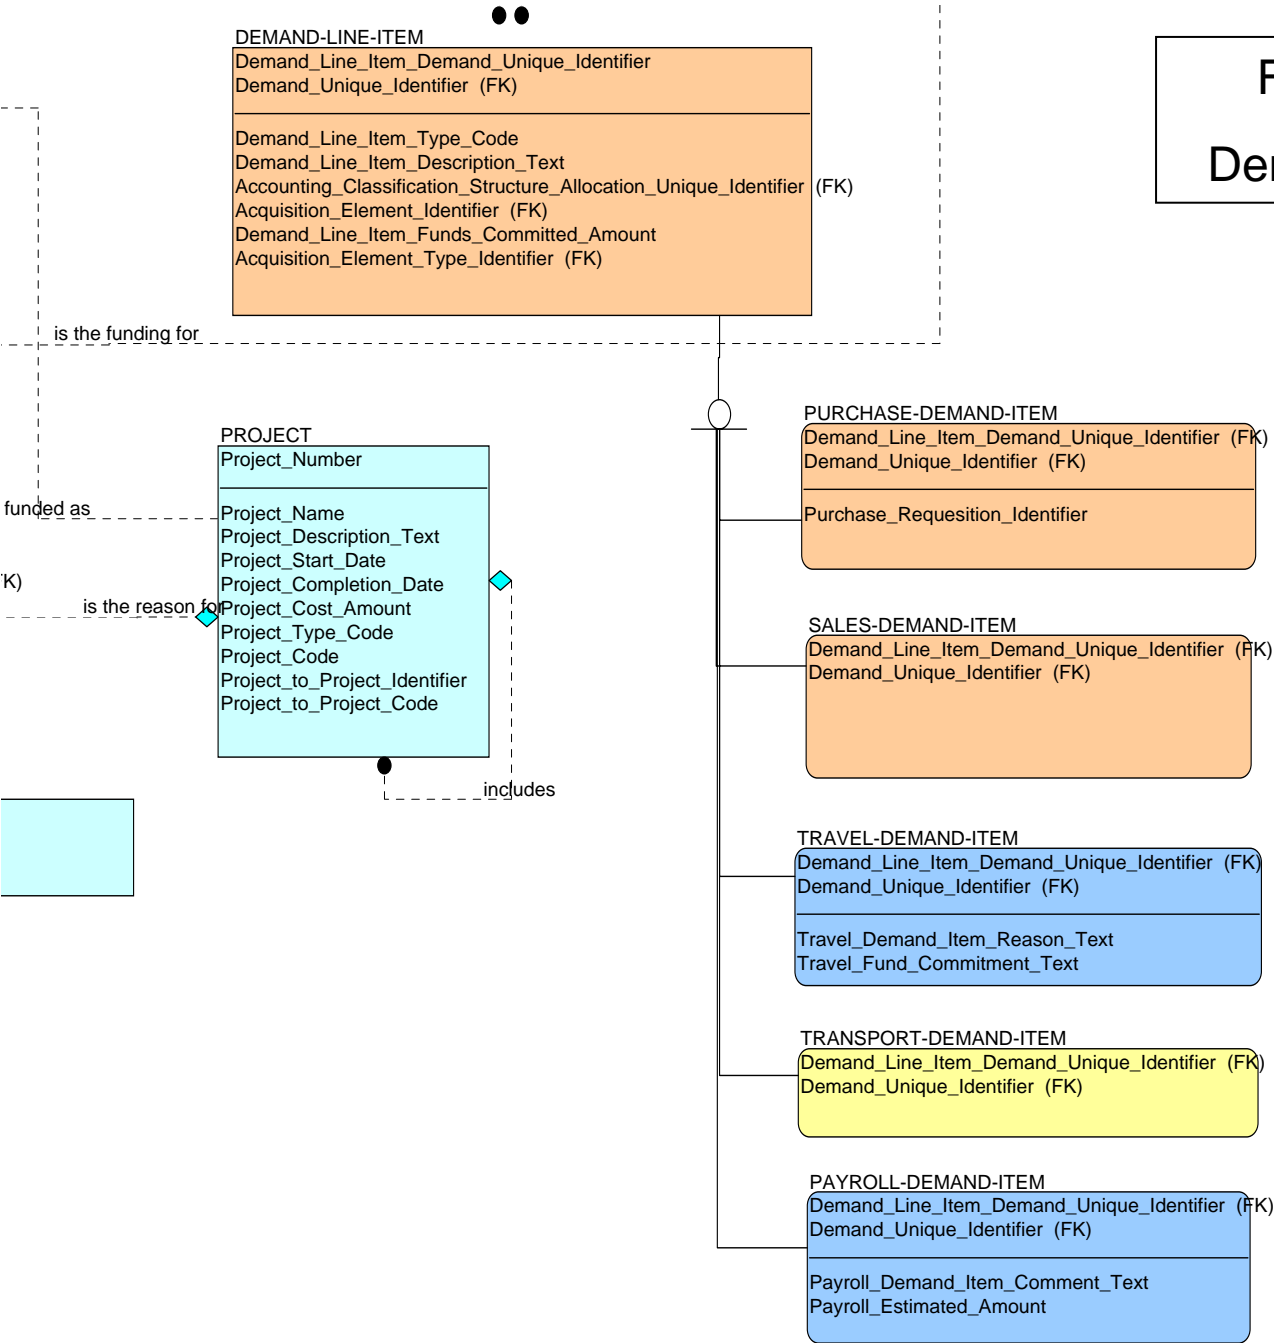 DEMAND-LINE-ITEM
Demand_Line_Item_Demand_Unique_Identifier
Demand_Unique_Identifier (FK)
Demand_Line_Item_Type_Code
Demand_Line_Item_Description_Text
Accounting_Classification_Structure_Allocation_Unique_Identifier (FK)
Acquisition_Element_Identifier (FK)
Demand_Line_Item_Funds_Committed_Amount
Acquisition_Element_Type_Identifier (FK)
F
Der
is the funding for
funded as
K)
is the reason for
PROJECT
Project_Number
Project_Name
Project_Description_Text
Project_Start_Date
Project_Completion_Date
Project_Cost_Amount
Project_Type_Code
Project_Code
Project_to_Project_Identifier
Project_to_Project_Code
includes
PURCHASE-DEMAND-ITEM
Demand_Line_Item_Demand_Unique_Identifier (FK)
Demand_Unique_Identifier (FK)
Purchase_Requesition_Identifier
SALES-DEMAND-ITEM
Demand_Line_Item_Demand_Unique_Identifier (FK)
Demand_Unique_Identifier (FK)
TRAVEL-DEMAND-ITEM
Demand_Line_Item_Demand_Unique_Identifier (FK)
Demand_Unique_Identifier (FK)
Travel_Demand_Item_Reason_Text
Travel_Fund_Commitment_Text
TRANSPORT-DEMAND-ITEM
Demand_Line_Item_Demand_Unique_Identifier (FK)
Demand_Unique_Identifier (FK)
PAYROLL-DEMAND-ITEM
Demand_Line_Item_Demand_Unique_Identifier (FK)
Demand_Unique_Identifier (FK)
Payroll_Demand_Item_Comment_Text
Payroll_Estimated_Amount